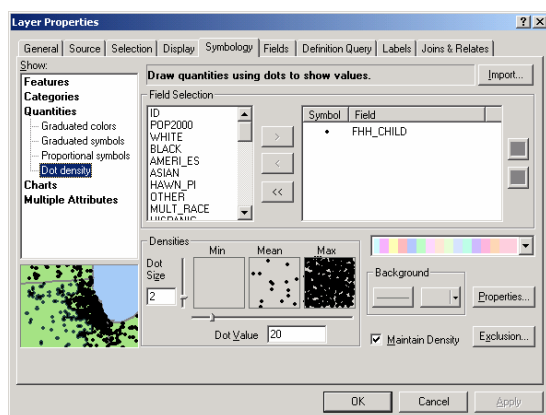 Layer Properties
General Source Selection Display Symbology Fields Definition Query Labels Joins & Relates
Show:
Features
Categories
Quantities
Graduated colors
Graduated symbols
Proportional symbols
Dot density
Charts
Multiple Attributes
Draw quantities using dots to show values.
Import...
Field Selection
ID
POP2000
WHITE
BLACK
AMERI_ES
ASIAN
HAWN_PI
OTHER
MULT_RACE
HISPANIC
>
<
<<
Symbol Field
FHH_CHILD
Densities
Dot
Size
2
Min Mean Max
Dot Value 20
Background
Properties...
Maintain Density
Exclusion...
OK Cancel Apply